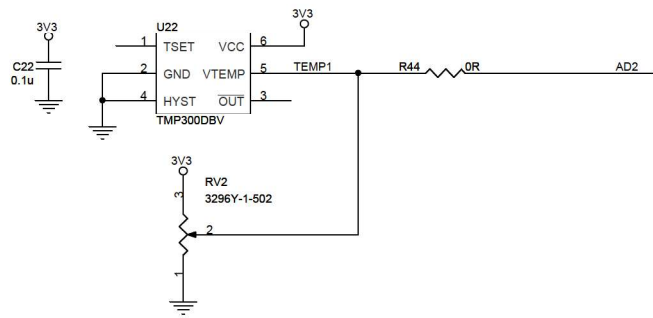 3V3
C22
0.1u
U22
3V3
1 TSET VCC 6
2 GND VTEMP 5 TEMP1 R44 0R AD2
4 HYST OUT 3
TMP300DBV
3V3
RV2
3296Y-1-502
3
2
1